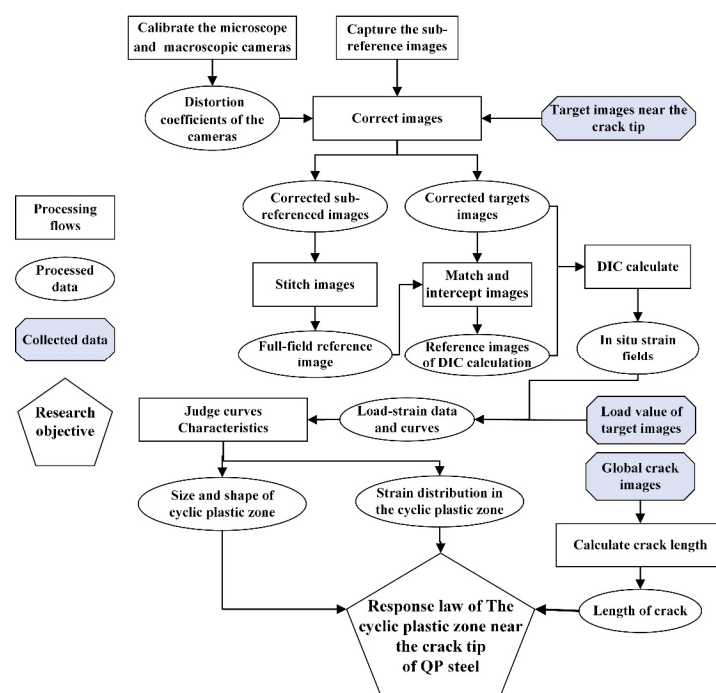 Calibrate the microscope
and macroscopic cameras
Capture the sub-
reference images
Distortion
coefficients of the
cameras
Correct images
Target images near the
crack tip
Corrected sub-
referenced images
Corrected targets
images
Processing
flows
Processed
data
Collected data
Research
objective
Stitch images
Match and
intercept images
DIC calculate
Full-field reference
image
Reference images
of DIC calculation
In situ strain
fields
Judge curves
Characteristics
Load-strain data
and curves
Load value of
target images
Global crack
images
Size and shape of
cyclic plastic zone
Strain distribution in
the cyclic plastic zone
Calculate crack length
Response law of The
cyclic plastic zone near
the crack tip
of QP steel
Length of crack